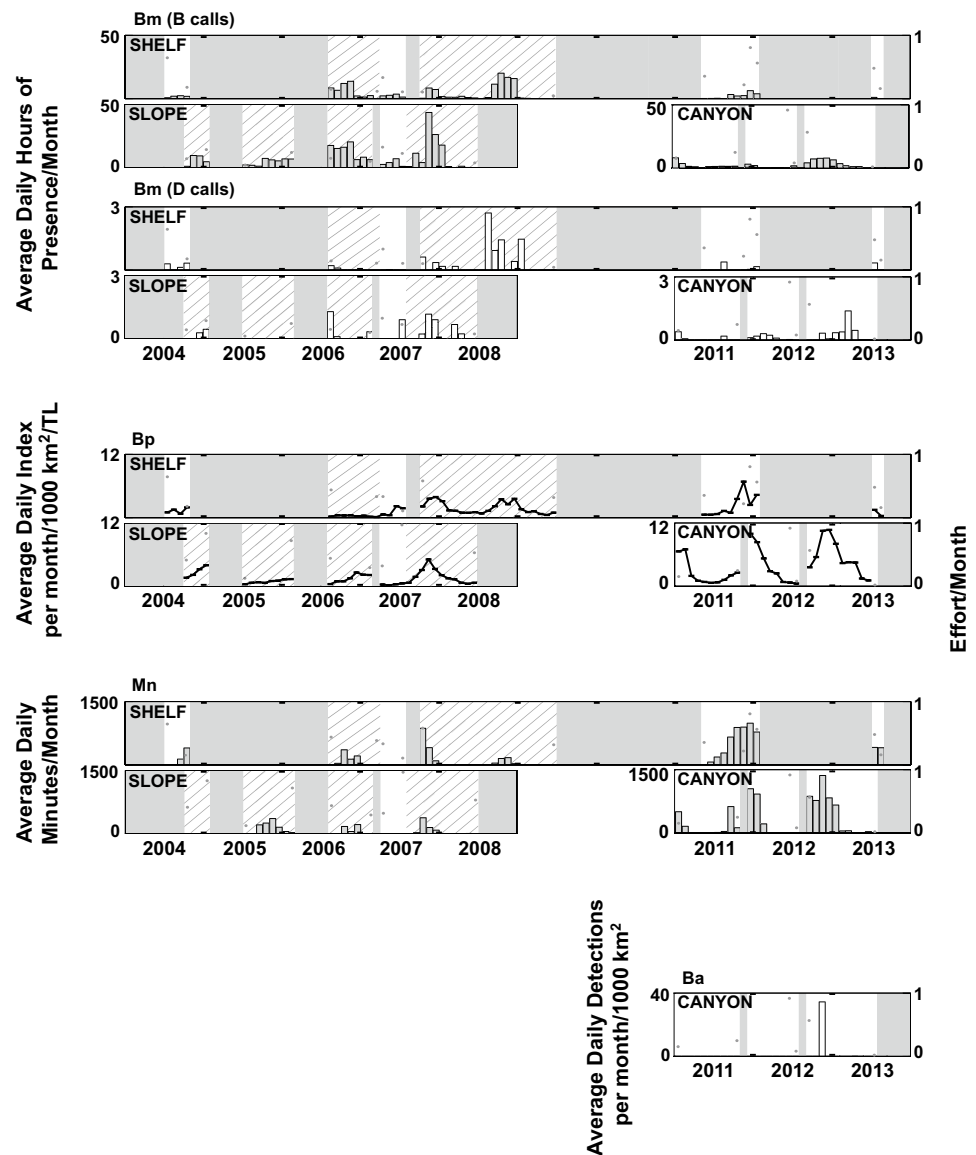 Bm (B calls)
50
SHELF
1
0
0
50
SLOPE
0
50
CANYON
1
0
0
Bm (D calls)
3
SHELF
1
0
0
3
SLOPE
0
3
CANYON
1
0
0
2004 2005 2006 2007 2008 2011 2012 2013
Average Daily Hours of
Presence/Month
Bp
12
SHELF
1
0
0
12
SLOPE
0
12
CANYON
1
0
0
2004 2005 2006 2007 2008 2011 2012 2013
Average Daily Index
per month/1000 km²/TL
Effort/Month
Mn
1500
SHELF
1
0
0
1500
SLOPE
0
1500
CANYON
1
0
0
2004 2005 2006 2007 2008 2011 2012 2013
Average Daily
Minutes/Month
Ba
40
CANYON
1
0
0
2011 2012 2013
Average Daily Detections
per month/1000 km²